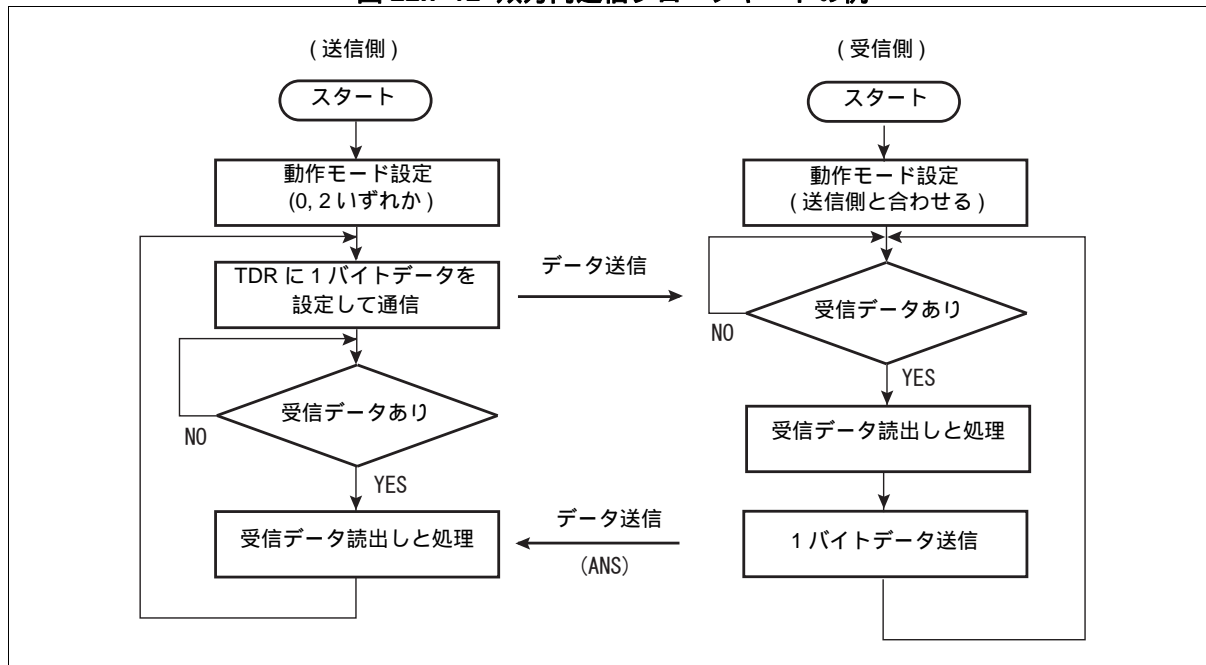 ( 送信側 )
スタート
動作モード設定
(0, 2 いずれか )
TDR に 1 バイトデータを
設定して通信
受信データあり
NO
YES
受信データ読出しと処理
データ送信
データ送信
(ANS)
( 受信側 )
スタート
動作モード設定
( 送信側と合わせる )
受信データあり
NO
YES
受信データ読出しと処理
1 バイトデータ送信